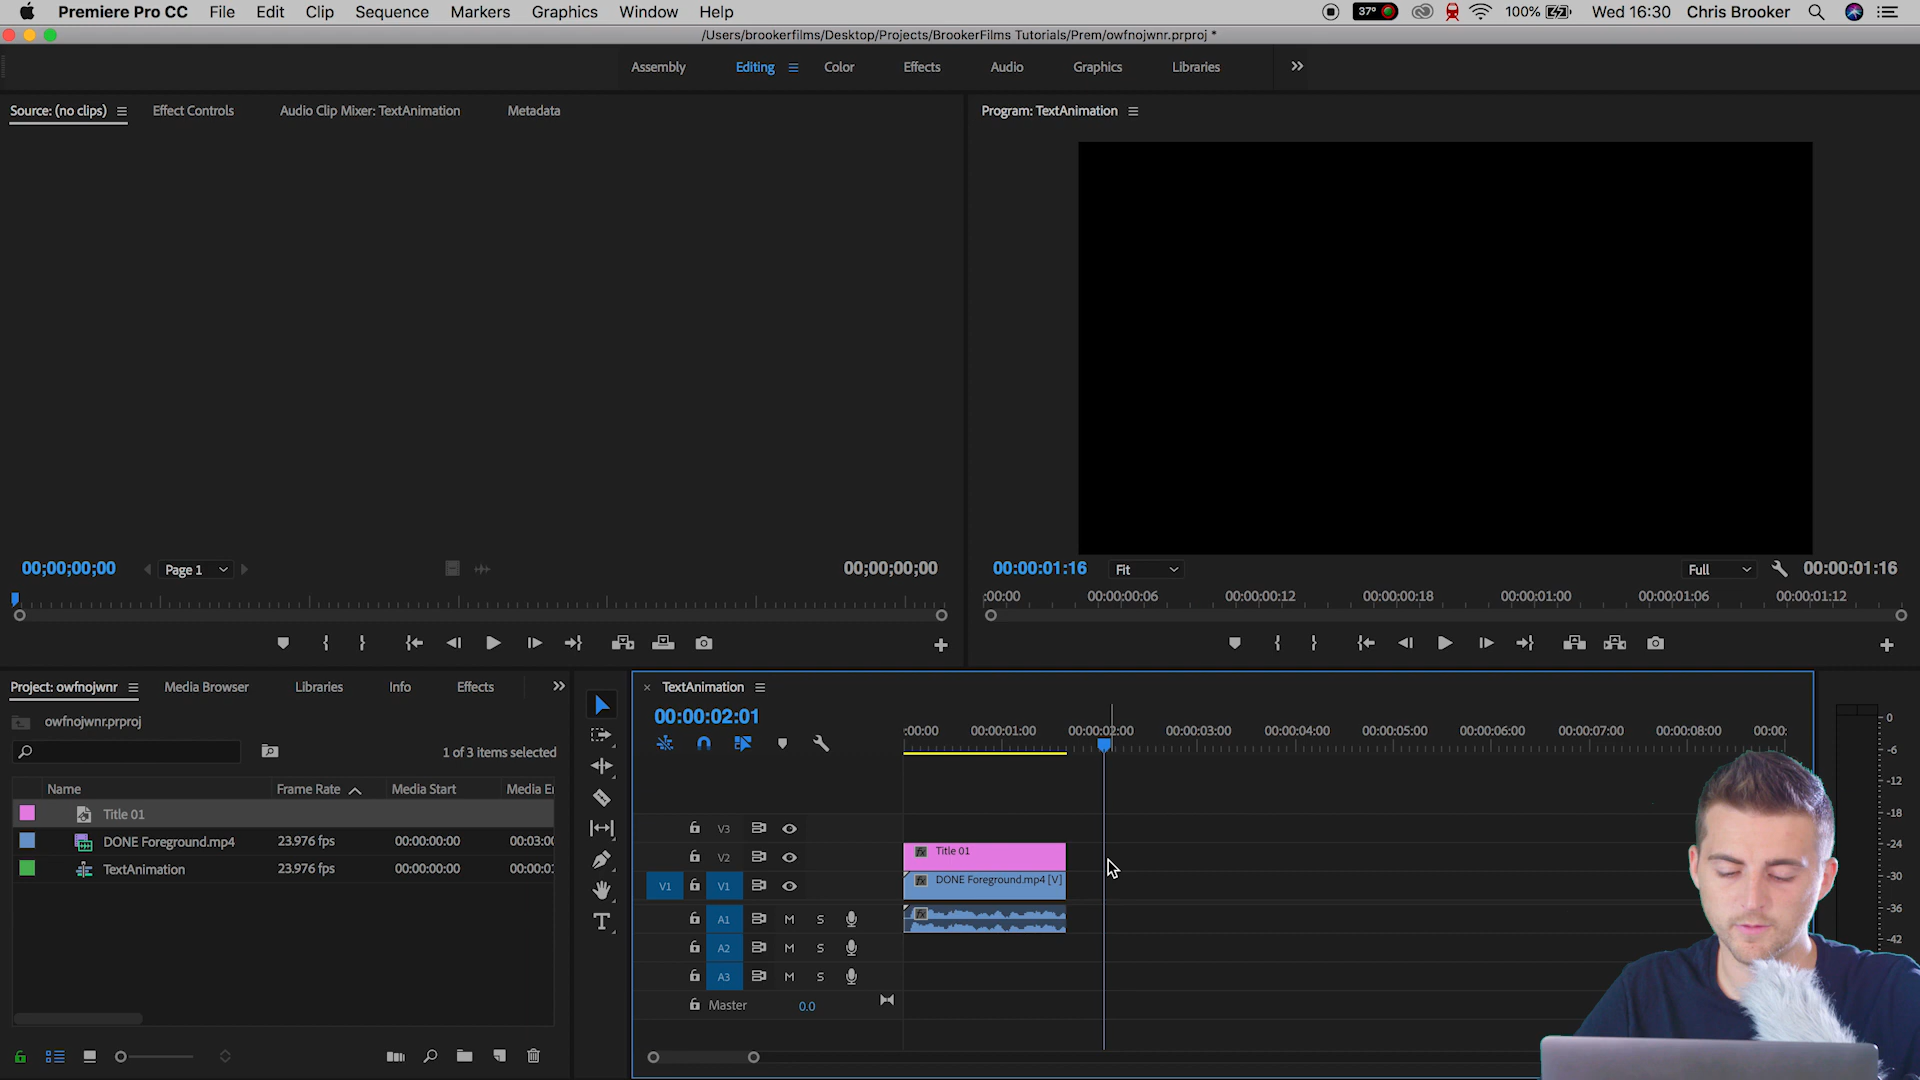 Premiere Pro CC File Edit Clip Sequence Markers Graphics Window Help 37° 100% Wed 16:30 Chris Brooker
/Users/brookerfilms/Desktop/Projects/BrookerFilms Tutorials/Prem/owfnojwnr.prproj *
Assembly Editing Color Effects Audio Graphics Libraries
Source: (no clips) Effect Controls Audio Clip Mixer: TextAnimation Metadata
Program: TextAnimation
00;00;00;00 Page 1 00;00;00;00
00:00:01:16 Fit Full 00:00:01:16
:00:00 00:00:00:06 00:00:00:12 00:00:00:18 00:00:01:00 00:00:01:06 00:00:01:12
Project: owfnojwnr Media Browser Libraries Info Effects
owfnojwnr.prproj
1 of 3 items selected
Name Frame Rate Media Start Media
Title 01
DONE Foreground.mp4 23.976 fps 00:00:00:00 00:03:00
TextAnimation 23.976 fps 00:00:00:00 00:00:0
TextAnimation
00:00:02:01
:00:00 00:00:01:00 00:00:02:00 00:00:03:00 00:00:04:00 00:00:05:00 00:00:06:00 00:00:07:00 00:00:08:00 00:00:
V3
V2 Title 01
V1 V1 DONE Foreground.mp4 [V]
A1 M S
A2 M S
A3 M S
Master 0.0
0
-6
-12
-18
-24
-30
-36
-42